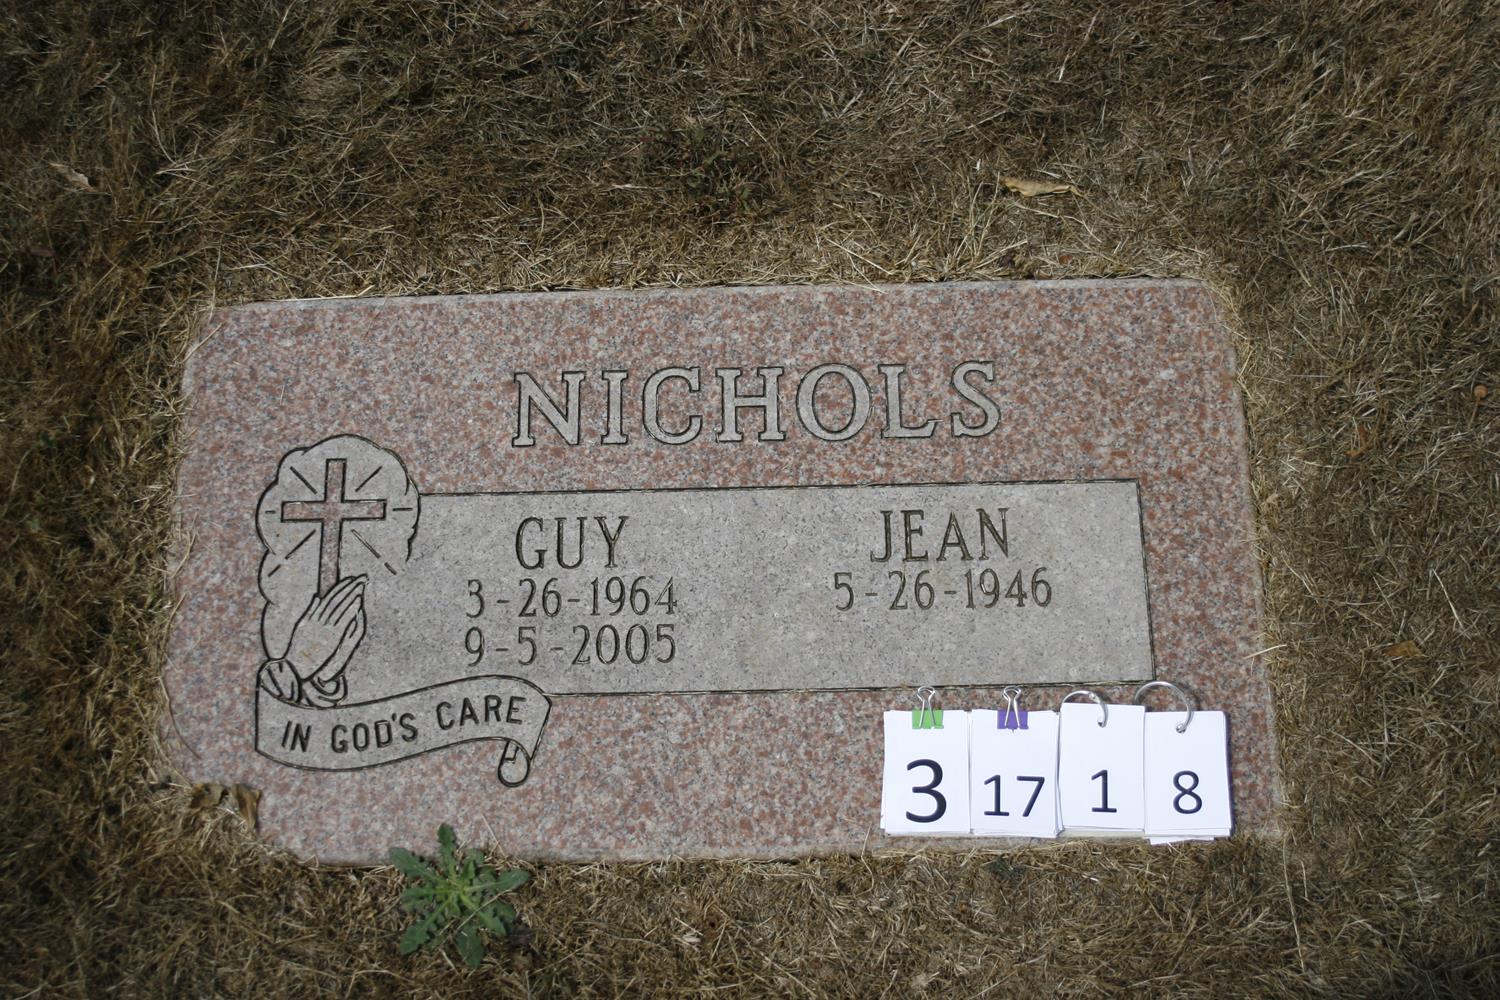 NICHOLS
GUY
3-26-1964
9-5-2005
JEAN
5-26-1946
IN GOD'S CARE
3 17 1 8